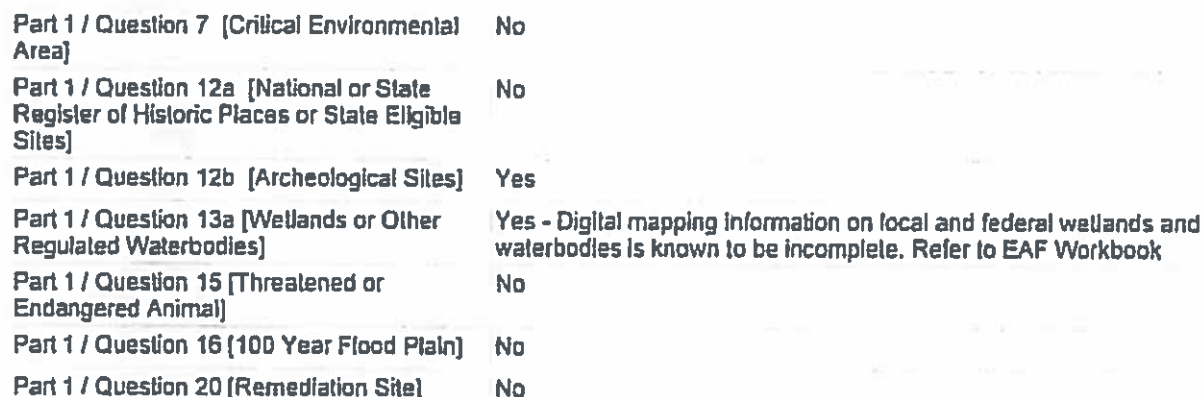 Part 1 / Question 7 [Critical Environmental Area] No
Part 1 / Question 12a [National or State Register of Historic Places or State Eligible Sites] No
Part 1 / Question 12b [Archeological Sites] Yes
Part 1 / Question 13a [Wetlands or Other Regulated Waterbodies] Yes - Digital mapping information on local and federal wetlands and waterbodies is known to be incomplete. Refer to EAF Workbook
Part 1 / Question 15 [Threatened or Endangered Animal] No
Part 1 / Question 16 [100 Year Flood Plain] No
Part 1 / Question 20 [Remediation Site] No